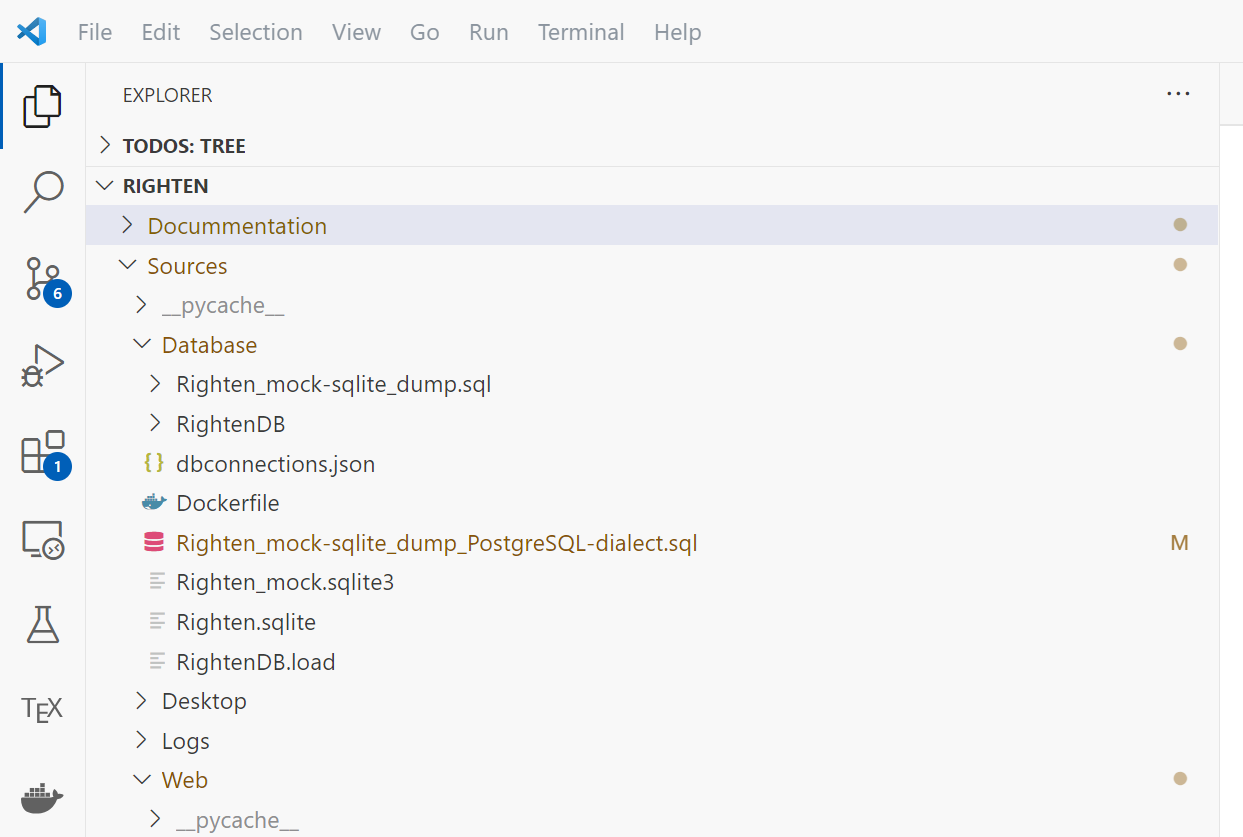 File Edit Selection View Go Run Terminal Help
EXPLORER
TODOS: TREE
RIGHTEN
Docummentation
Sources
6
__pycache__
Database
Righten_mock-sqlite_dump.sql
RightenDB
1
{} dbconnections.json
Dockerfile
Righten_mock-sqlite_dump_PostgreSQL-dialect.sql M
Righten_mock.sqlite3
Righten.sqlite
RightenDB.load
TEX
Desktop
Logs
Web
__pycache__